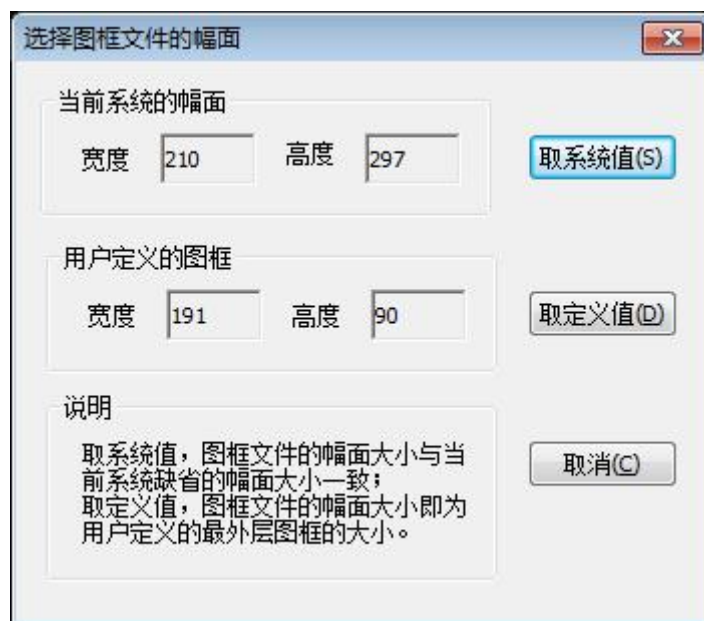 选择图框文件的幅面
当前系统的幅面
宽度 210 高度 297 取系统值(S)
用户定义的图框
宽度 191 高度 90 取定义值(D)
说明
取系统值，图框文件的幅面大小与当
前系统缺省的幅面大小一致；
取定义值，图框文件的幅面大小即为
用户定义的最外层图框的大小。
取消(C)